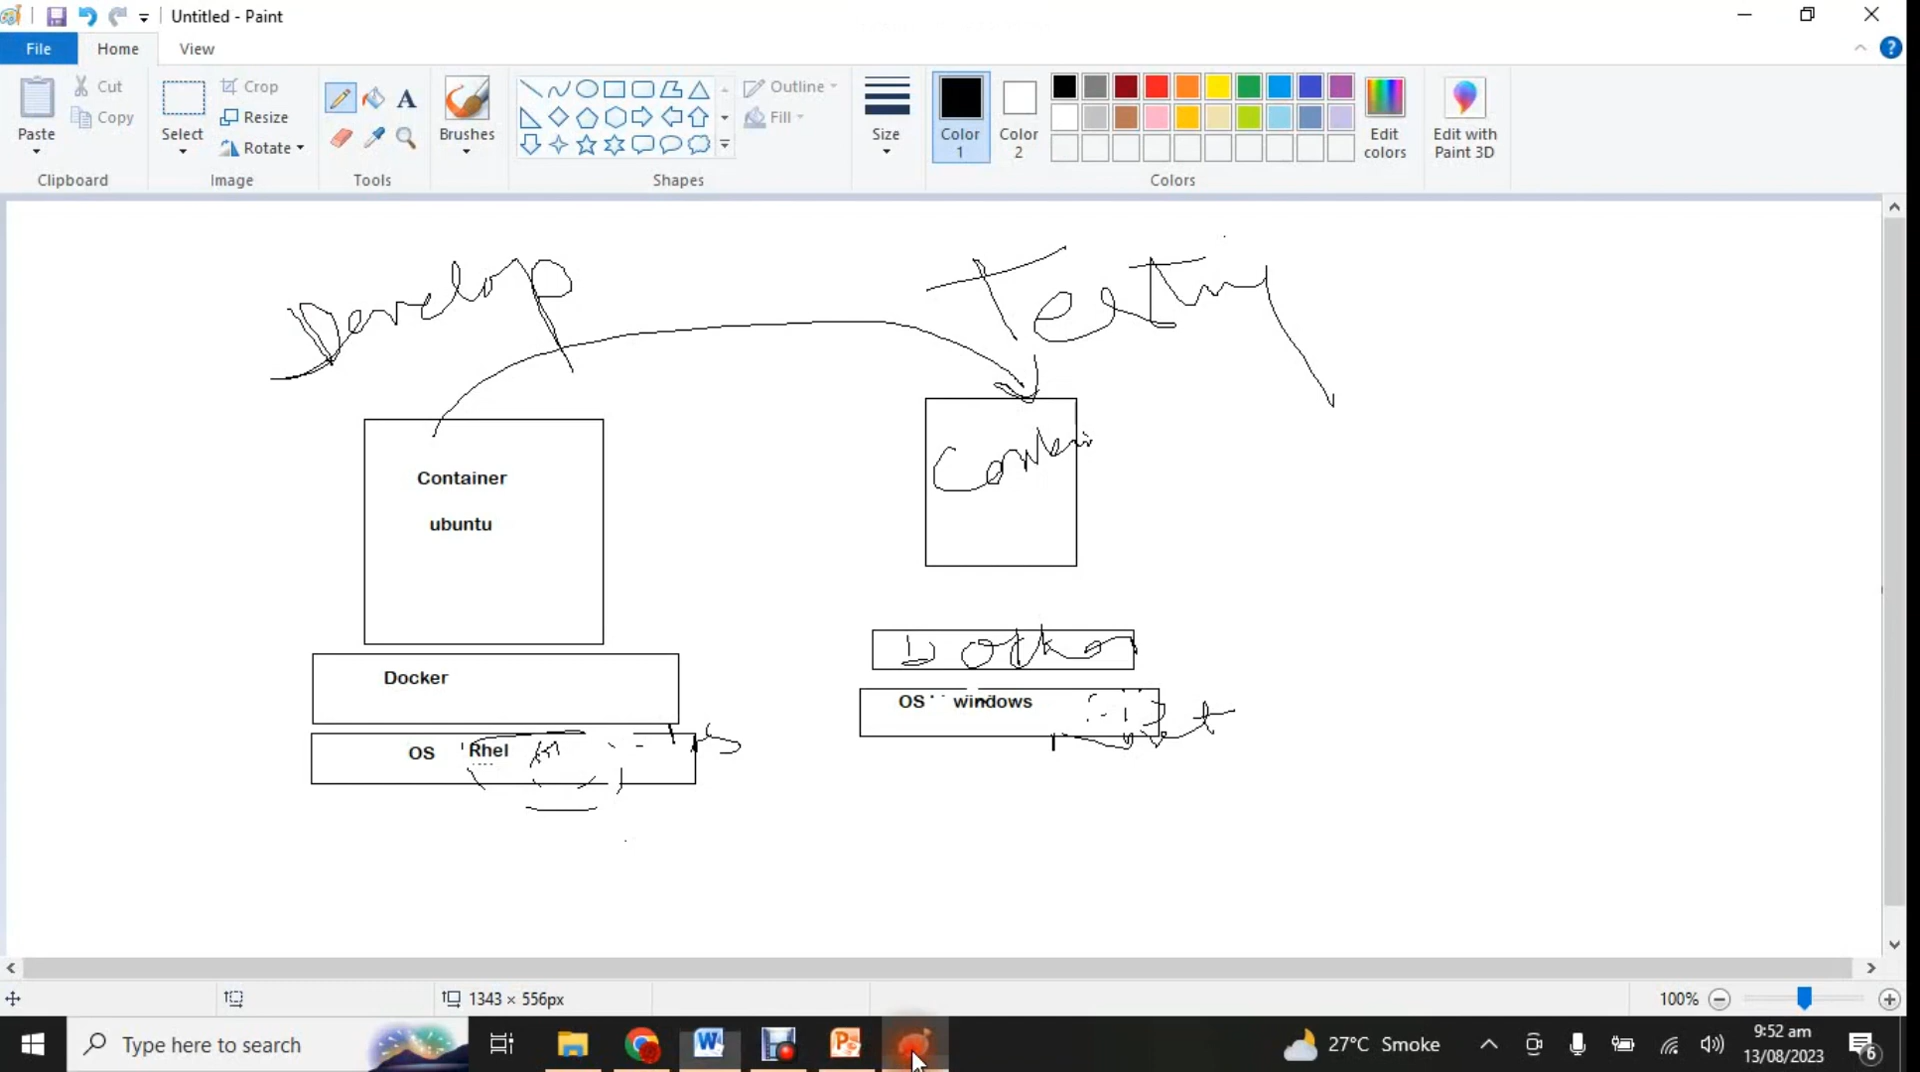 Untitled - Paint
File Home View
Paste
Cut
Copy
Clipboard
Select
Crop
Resize
Rotate
Image
A
Tools
Brushes
Shapes
Outline
Fill
Size
Color 1
Color 2
Edit colors
Colors
Edit with Paint 3D
Develop
Testing
Container
ubuntu
Docker
OS Rhel
OS windows
1343 × 556px
100%
Type here to search
27°C Smoke
9:52 am
13/08/2023
6